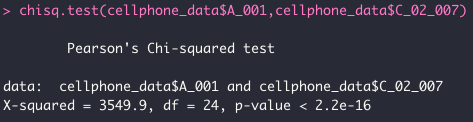 > chisq.test(cellphone_data$A_001,cellphone_data$C_02_007)
Pearson's Chi-squared test
data:  cellphone_data$A_001 and cellphone_data$C_02_007
X-squared = 3549.9, df = 24, p-value < 2.2e-16